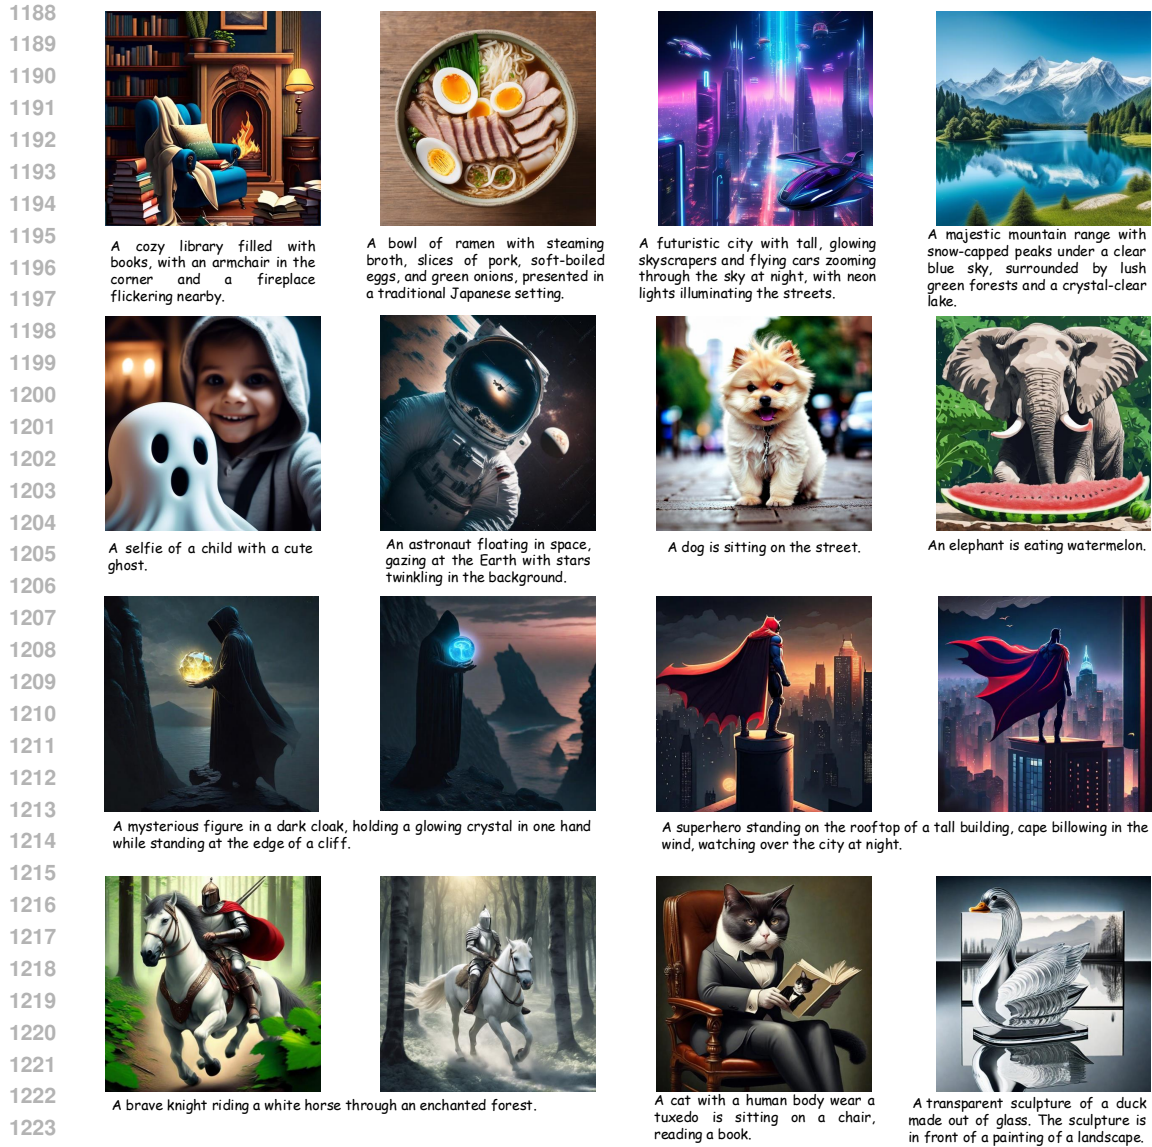 1188
1189
1190
1191
1192
1193
1194
1195
1196
1197
1198
1199
1200
1201
1202
1203
1204
1205
1206
1207
1208
1209
1210
1211
1212
1213
1214
1215
1216
1217
1218
1219
1220
1221
1222
1223
A cozy library filled with
books, with an armchair in the
corner and a fireplace
flickering nearby.
A bowl of ramen with steaming
broth, slices of pork, soft-boiled
eggs, and green onions, presented in
a traditional Japanese setting.
A futuristic city with tall, glowing
skyscrapers and flying cars zooming
through the sky at night, with neon
lights illuminating the streets.
A majestic mountain range with
snow-capped peaks under a clear
blue sky, surrounded by lush
green forests and a crystal-clear
lake.
A selfie of a child with a cute
ghost.
An astronaut floating in space,
gazing at the Earth with stars
twinkling in the background.
A dog is sitting on the street.
An elephant is eating watermelon.
A mysterious figure in a dark cloak, holding a glowing crystal in one hand
while standing at the edge of a cliff.
A superhero standing on the rooftop of a tall building, cape billowing in the
wind, watching over the city at night.
A brave knight riding a white horse through an enchanted forest.
A cat with a human body wear a
tuxedo is sitting on a chair,
reading a book.
A transparent sculpture of a duck
made out of glass. The sculpture is
in front of a painting of a landscape.